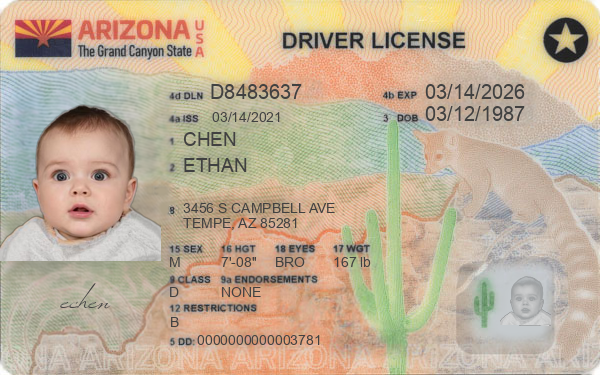 ARIZONA USA
The Grand Canyon State
DRIVER LICENSE
4d DLN D8483637
4b EXP 03/14/2026
4a ISS 03/14/2021
3 DOB 03/12/1987
1 CHEN
2 ETHAN
8 3456 S CAMPBELL AVE
TEMPE, AZ 85281
15 SEX 16 HGT 18 EYES 17 WGT
M 7'-08" BRO 167 lb
9 CLASS 9a ENDORSEMENTS
D NONE
12 RESTRICTIONS
B
echen
5 DD: 0000000000003781
ARIZONA ARIZONA ARIZONA ARIZONA